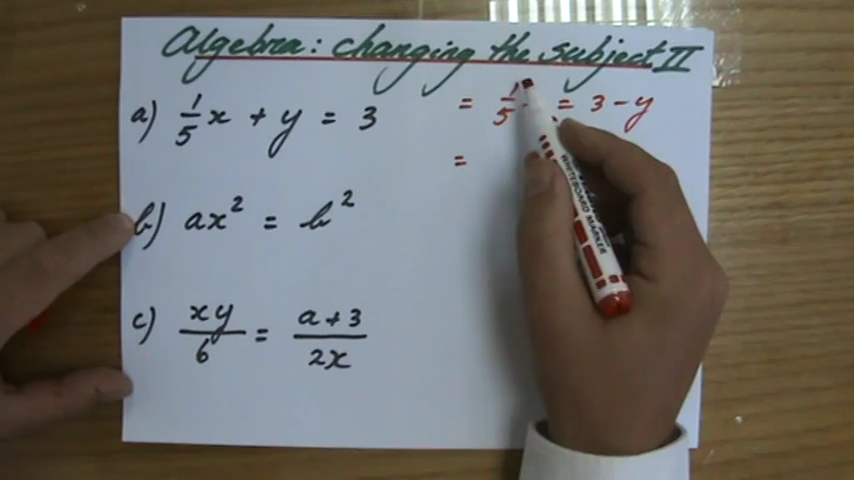 Algebra: changing the subject II
a) 1/5 x + y = 3
= 1/5 = 3 - y
=
b) ax² = b²
c) xy/6 = a+3/2x
WHITEBOARD MARKER